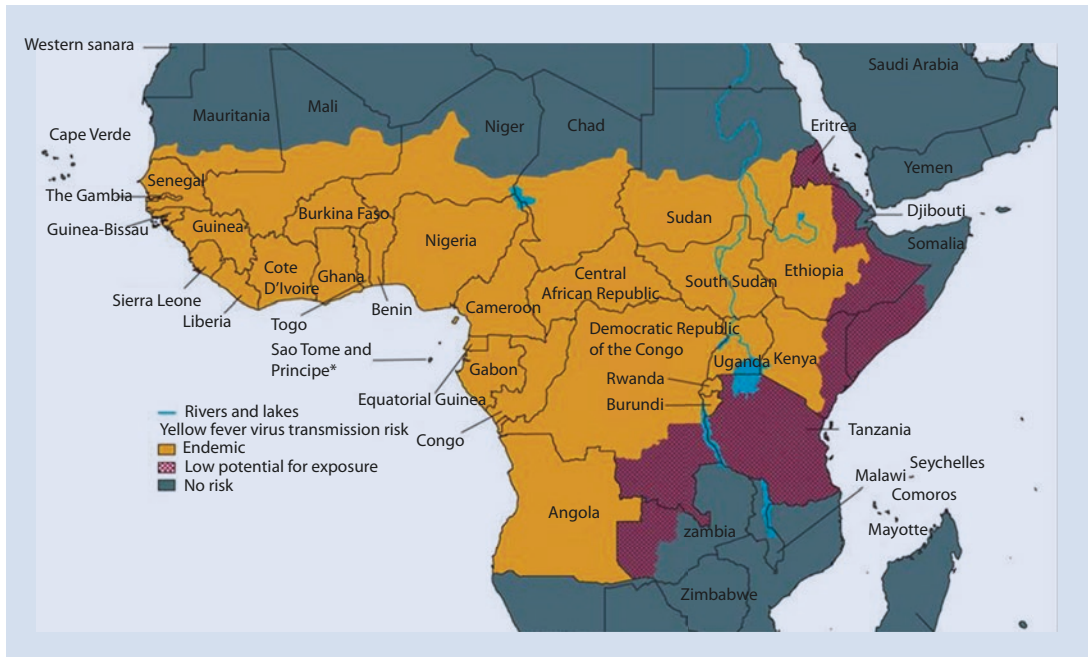 Western sanara
Saudi Arabia
Mauritania
Mali
Niger
Chad
Eritrea
Cape Verde
Yemen
Senegal
The Gambia
Burkina Faso
Sudan
Djibouti
Guinea-Bissau
Guinea
Nigeria
Somalia
Cote
D'Ivoire
Ghana
Central
African Republic
South Sudan
Ethiopia
Sierra Leone
Liberia
Togo
Benin
Cameroon
Democratic Republic
of the Congo
Sao Tome and
Principe*
Gabon
Uganda
Kenya
Rwanda
Equatorial Guinea
Burundi
Rivers and lakes
Yellow fever virus transmission risk
Endemic
Low potential for exposure
No risk
Congo
Tanzania
Malawi
Seychelles
Comoros
Angola
zambia
Mayotte
Zimbabwe